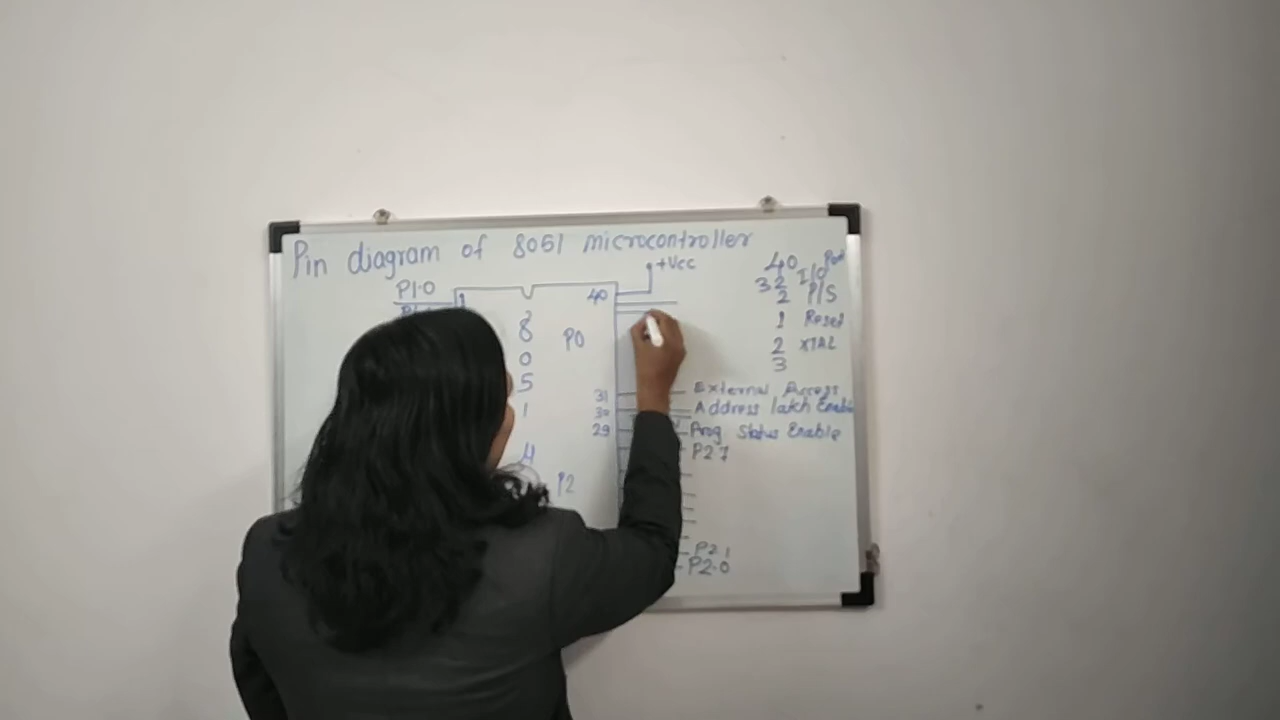 Pin diagram of 8051 microcontroller
+Vcc
P1.0
1
40
8
0
5
1
P0
40 Port
32 I/O
2 P/S
1 Reset
2 XTAL
3
31 External Access
30 Address latch Enable
29 Prog Status Enable
P2.7
P2
P2.1
P2.0